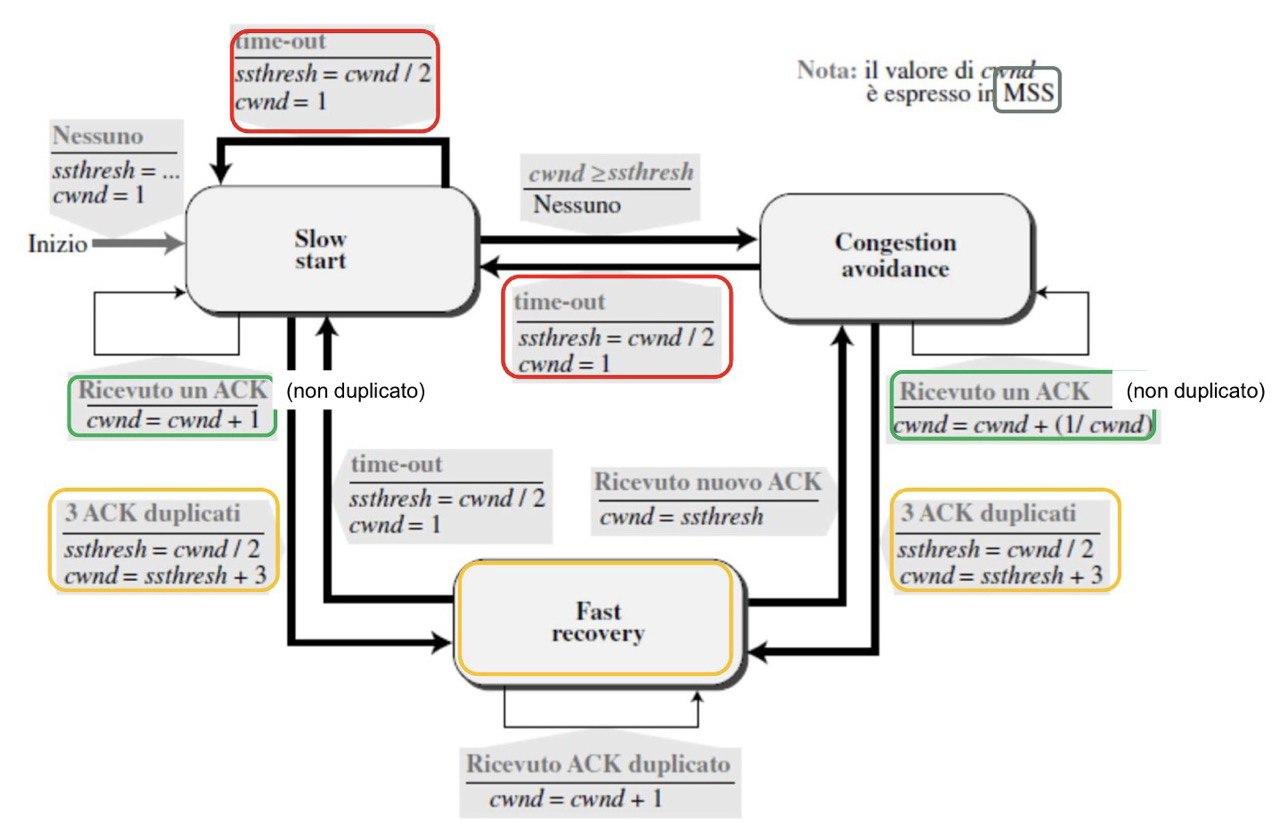 time-out
ssthresh = cwnd / 2
cwnd = 1
Nota: il valore di cwnd
è espresso in MSS
Nessuno
ssthresh = ...
cwnd = 1
Inizio
Slow
start
cwnd ≥ ssthresh
Nessuno
Congestion
avoidance
time-out
ssthresh = cwnd / 2
cwnd = 1
Ricevuto un ACK (non duplicato)
cwnd = cwnd + 1
Ricevuto un ACK (non duplicato)
cwnd = cwnd + (1/ cwnd)
time-out
ssthresh = cwnd / 2
cwnd = 1
Ricevuto nuovo ACK
cwnd = ssthresh
3 ACK duplicati
ssthresh = cwnd / 2
cwnd = ssthresh + 3
3 ACK duplicati
ssthresh = cwnd / 2
cwnd = ssthresh + 3
Fast
recovery
Ricevuto ACK duplicato
cwnd = cwnd + 1